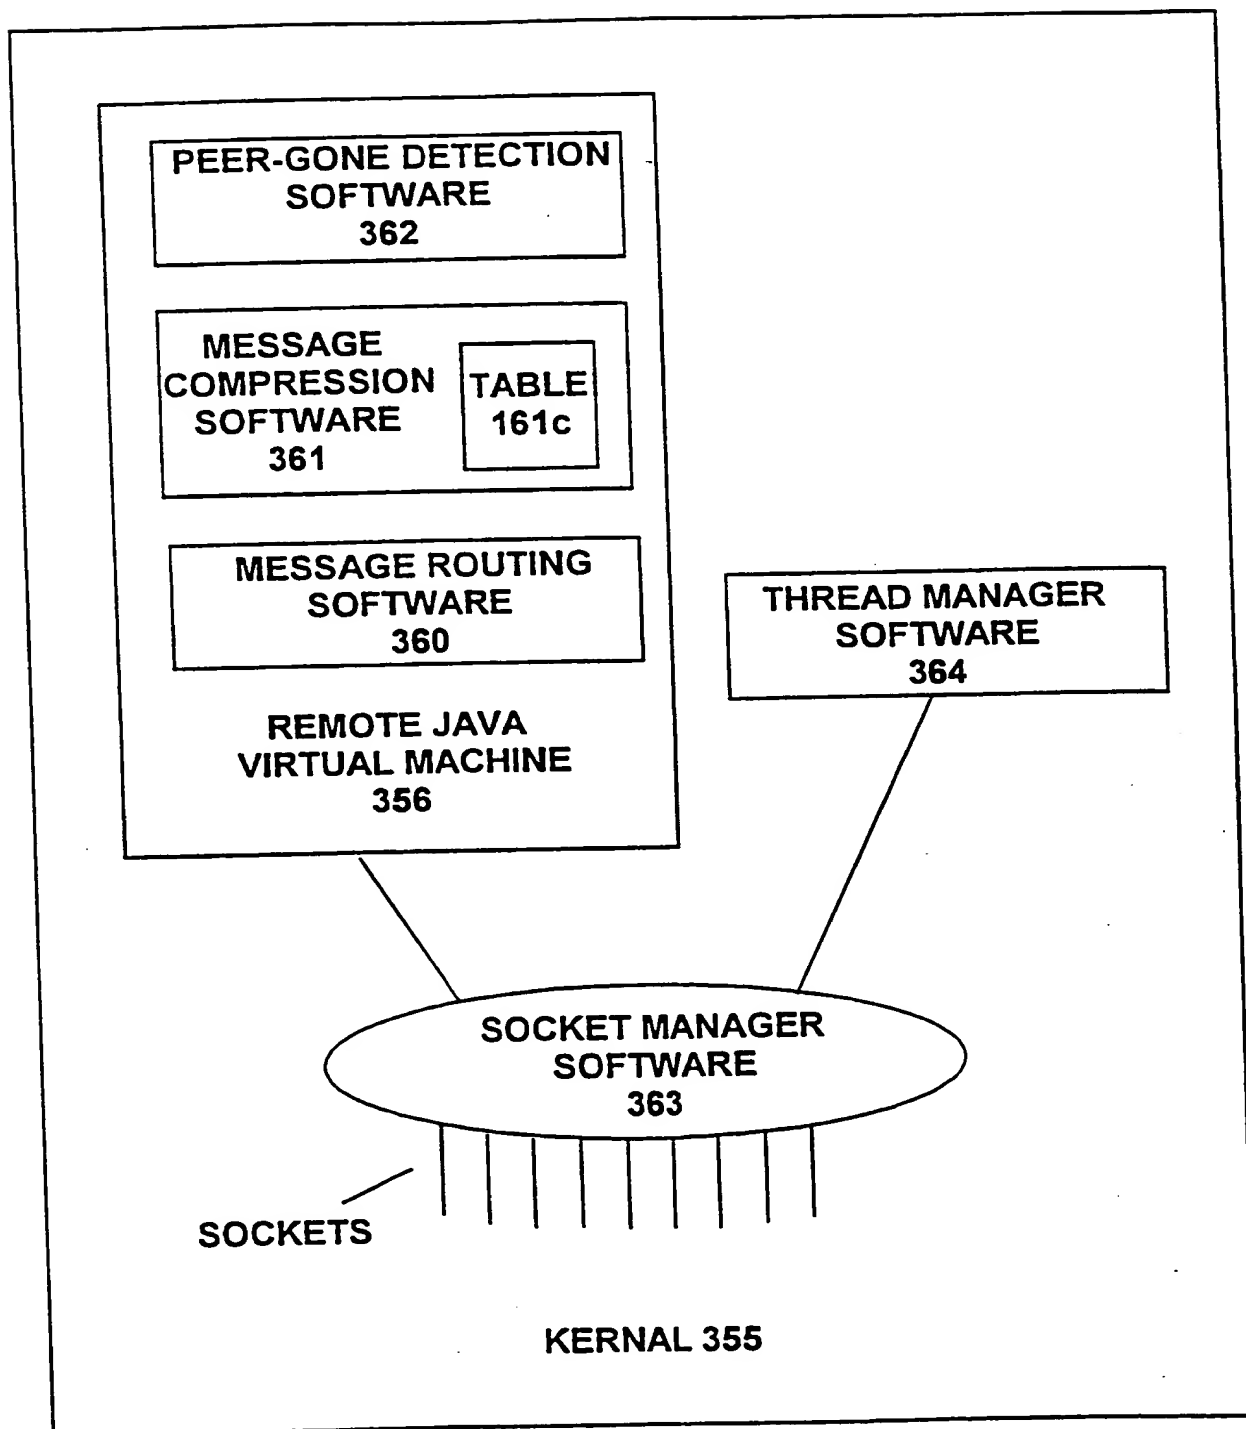 PEER-GONE DETECTION
SOFTWARE
362
MESSAGE
COMPRESSION
SOFTWARE
361
TABLE
161c
MESSAGE ROUTING
SOFTWARE
360
REMOTE JAVA
VIRTUAL MACHINE
356
THREAD MANAGER
SOFTWARE
364
SOCKET MANAGER
SOFTWARE
363
SOCKETS
KERNAL 355